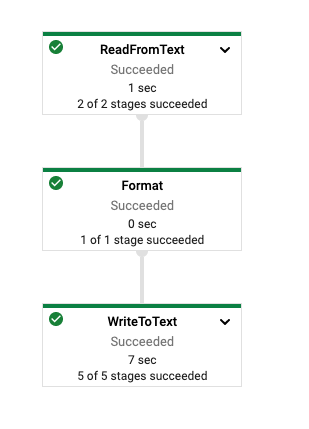 ReadFromText
Succeeded
1 sec
2 of 2 stages succeeded
Format
Succeeded
0 sec
1 of 1 stage succeeded
WriteToText
Succeeded
7 sec
5 of 5 stages succeeded